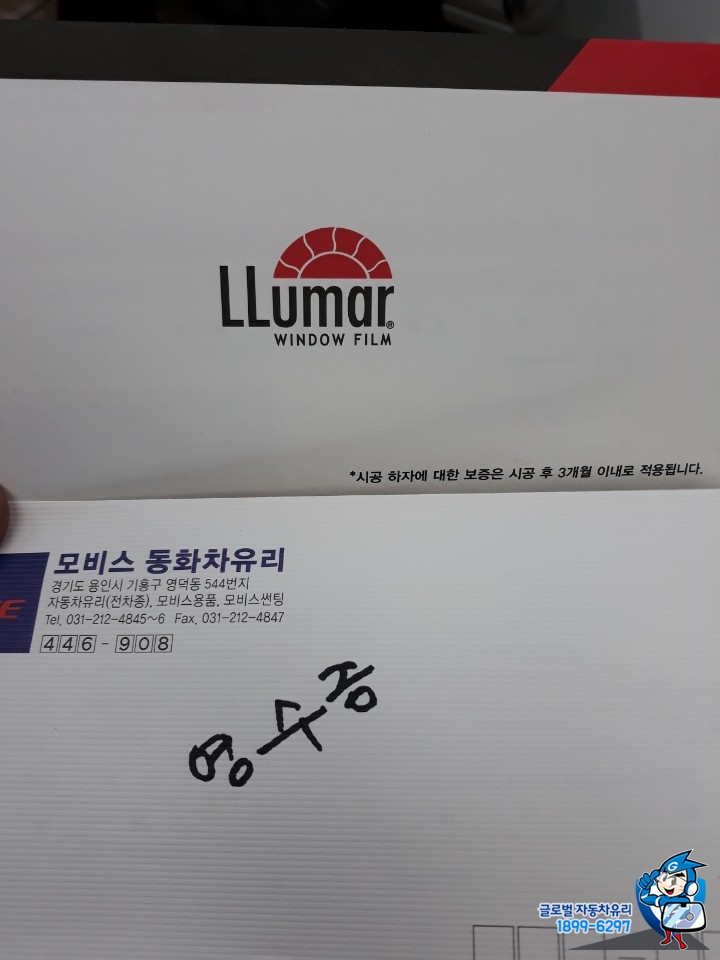 LLumar®
WINDOW FILM
*시공 하자에 대한 보증은 시공 후 3개월 이내로 적용됩니다.
모비스 동화차유리
경기도 용인시 기흥구 영덕동 544번지
자동차유리(전차종), 모비스용품, 모비스썬팅
Tel. 031-212-4845~6 Fax. 031-212-4847
446-908
영수증
G
글로벌 자동차유리
1899-6297